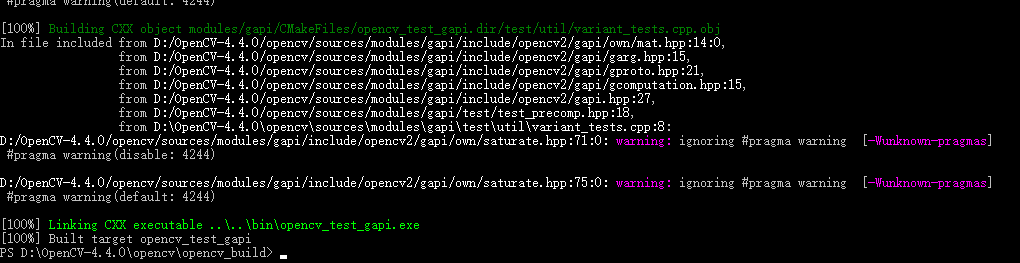 #pragma warning(default: 4244)
[100%] Building CXX object modules/gapi/CMakeFiles/opencv_test_gapi.dir/test/util/variant_tests.cpp.obj
In file included from D:/OpenCV-4.4.0/opencv/sources/modules/gapi/include/opencv2/gapi/own/mat.hpp:14:0,
from D:/OpenCV-4.4.0/opencv/sources/modules/gapi/include/opencv2/gapi/garg.hpp:15,
from D:/OpenCV-4.4.0/opencv/sources/modules/gapi/include/opencv2/gapi/gproto.hpp:21,
from D:/OpenCV-4.4.0/opencv/sources/modules/gapi/include/opencv2/gapi/gcomputation.hpp:15,
from D:/OpenCV-4.4.0/opencv/sources/modules/gapi/include/opencv2/gapi.hpp:27,
from D:/OpenCV-4.4.0/opencv/sources/modules/gapi/test/test_precomp.hpp:18,
from D:\OpenCV-4.4.0\opencv\sources\modules\gapi\test\util\variant_tests.cpp:8:
D:/OpenCV-4.4.0/opencv/sources/modules/gapi/include/opencv2/gapi/own/saturate.hpp:71:0: warning: ignoring #pragma warning  [-Wunknown-pragmas]
#pragma warning(disable: 4244)
D:/OpenCV-4.4.0/opencv/sources/modules/gapi/include/opencv2/gapi/own/saturate.hpp:75:0: warning: ignoring #pragma warning  [-Wunknown-pragmas]
#pragma warning(default: 4244)
[100%] Linking CXX executable ..\..\bin\opencv_test_gapi.exe
[100%] Built target opencv_test_gapi
PS D:\OpenCV-4.4.0\opencv\opencv_build>